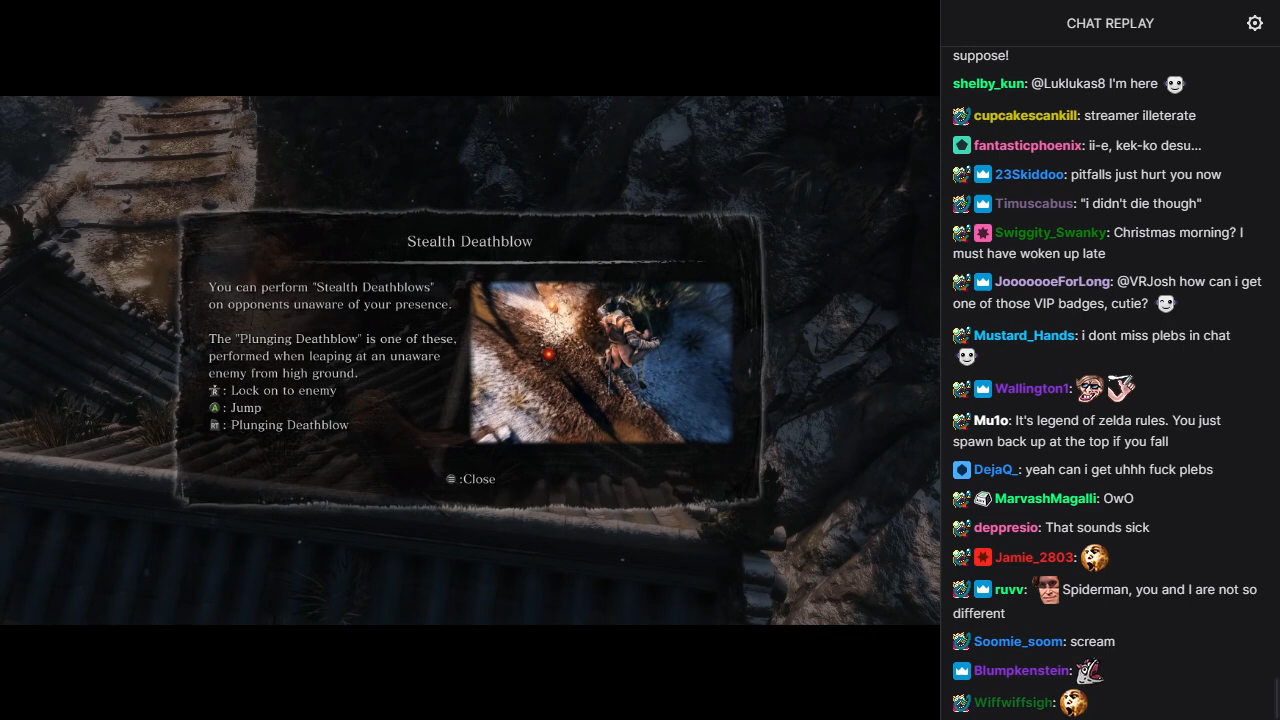 Stealth Deathblow
You can perform "Stealth Deathblows"
on opponents unaware of your presence.
The "Plunging Deathblow" is one of these,
performed when leaping at an unaware
enemy from high ground.
: Lock on to enemy
A : Jump
RT : Plunging Deathblow
:Close
CHAT REPLAY
suppose!
shelby_kun: @Luklukas8 I'm here
cupcakescankill: streamer illeterate
fantasticphoenix: ii-e, kek-ko desu...
23Skiddoo: pitfalls just hurt you now
Timuscabus: "i didn't die though"
Swiggity_Swanky: Christmas morning? I
must have woken up late
JooooooeForLong: @VRJosh how can i get
one of those VIP badges, cutie?
Mustard_Hands: i dont miss plebs in chat
Wallington1:
Mu1o: It's legend of zelda rules. You just
spawn back up at the top if you fall
DejaQ_: yeah can i get uhhh fuck plebs
MarvashMagalli: OwO
deppresio: That sounds sick
Jamie_2803:
ruvv: Spiderman, you and I are not so
different
Soomie_soom: scream
Blumpkenstein:
Wiffwiffsigh: